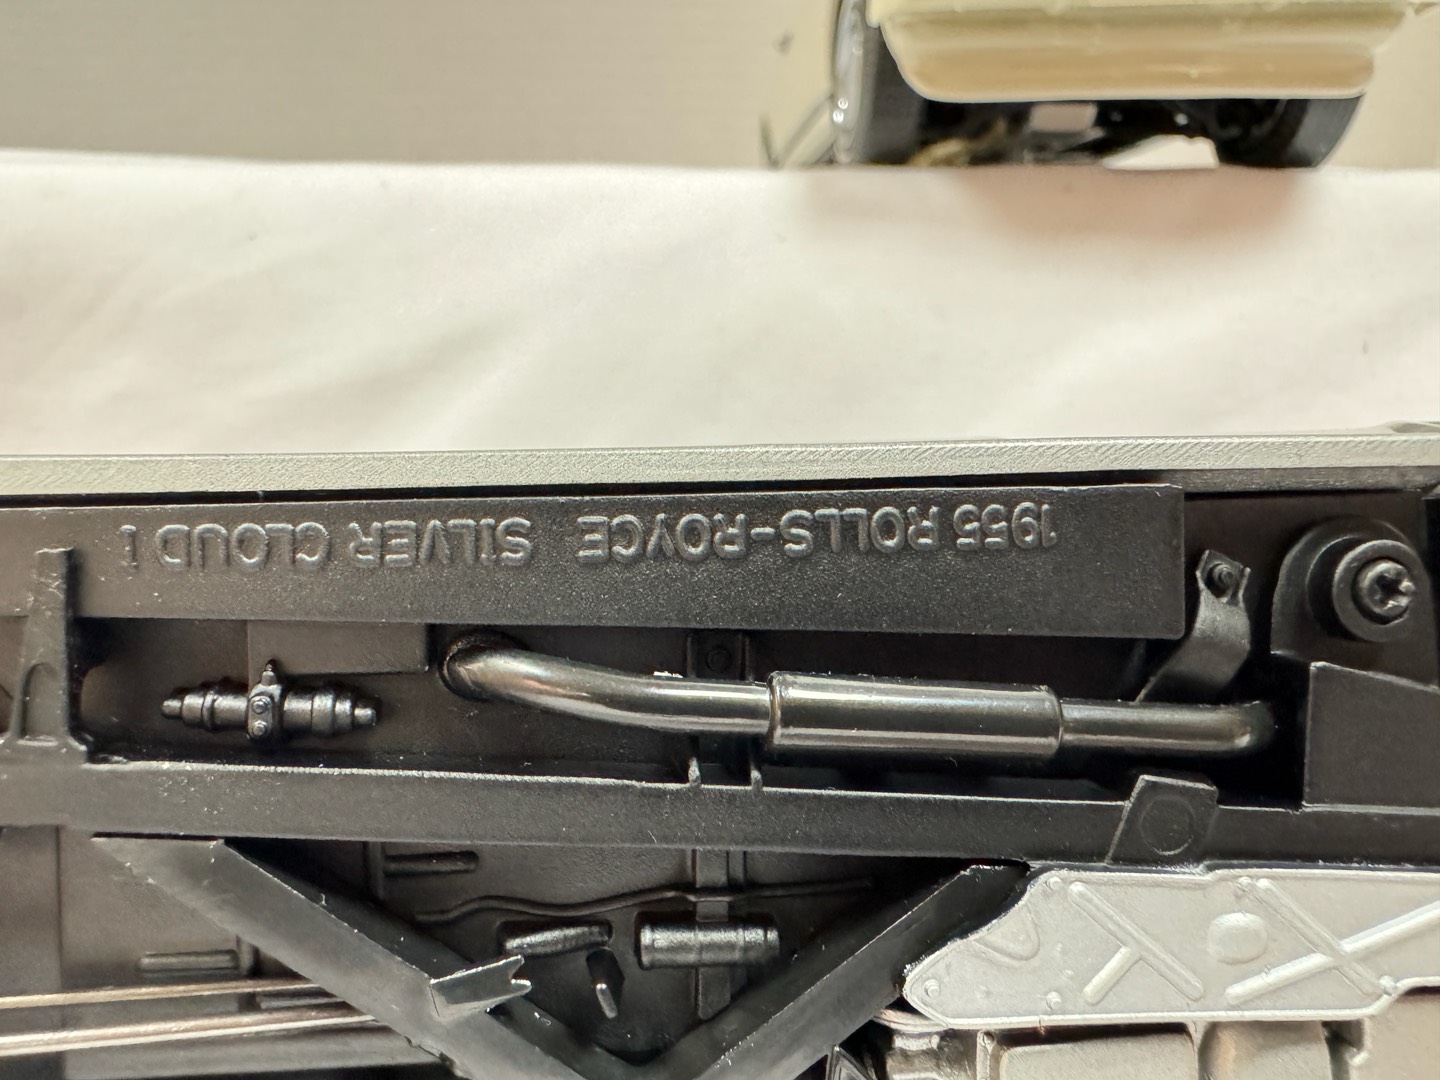 1955 ROLLS-ROYCE SILVER CLOUD I